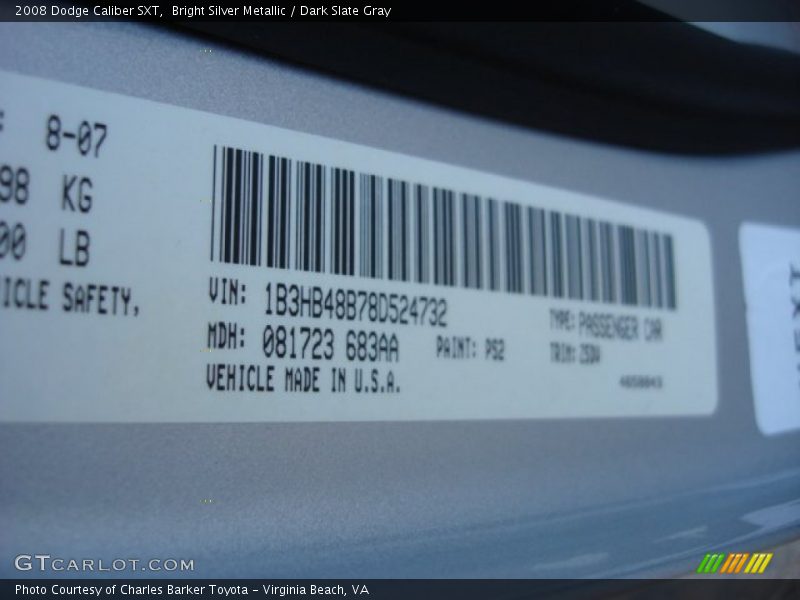 2008 Dodge Caliber SXT,  Bright Silver Metallic / Dark Slate Gray
8-07
98 KG
00 LB
ICLE SAFETY,
VIN: 1B3HB48B78D524732
MDH: 081723 683AA
VEHICLE MADE IN U.S.A.
PAINT: PS2
TYPE: PASSENGER CAR
TRIM:
GTCARLOT.COM
Photo Courtesy of Charles Barker Toyota - Virginia Beach, VA